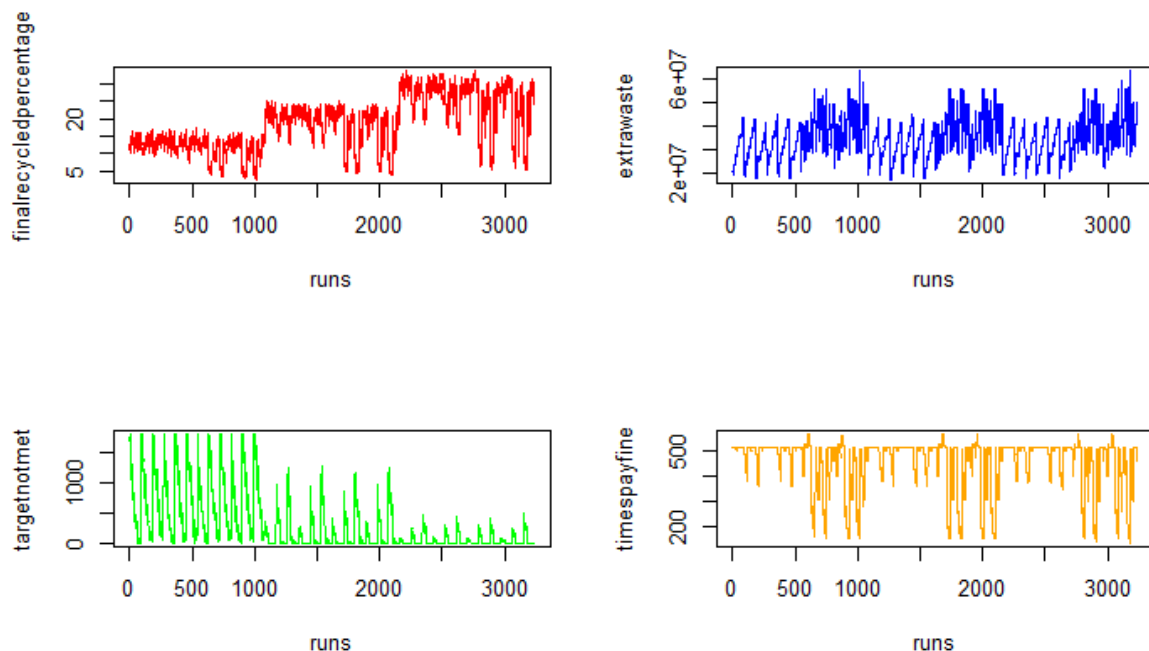 finalrecycledpercentage
20
5
0 500 1000 2000 3000
runs
extrawaste
6e+07
2e+07
0 500 1000 2000 3000
runs
targetnotmet
1000
0
0 500 1000 2000 3000
runs
timespayfine
500
200
0 500 1000 2000 3000
runs